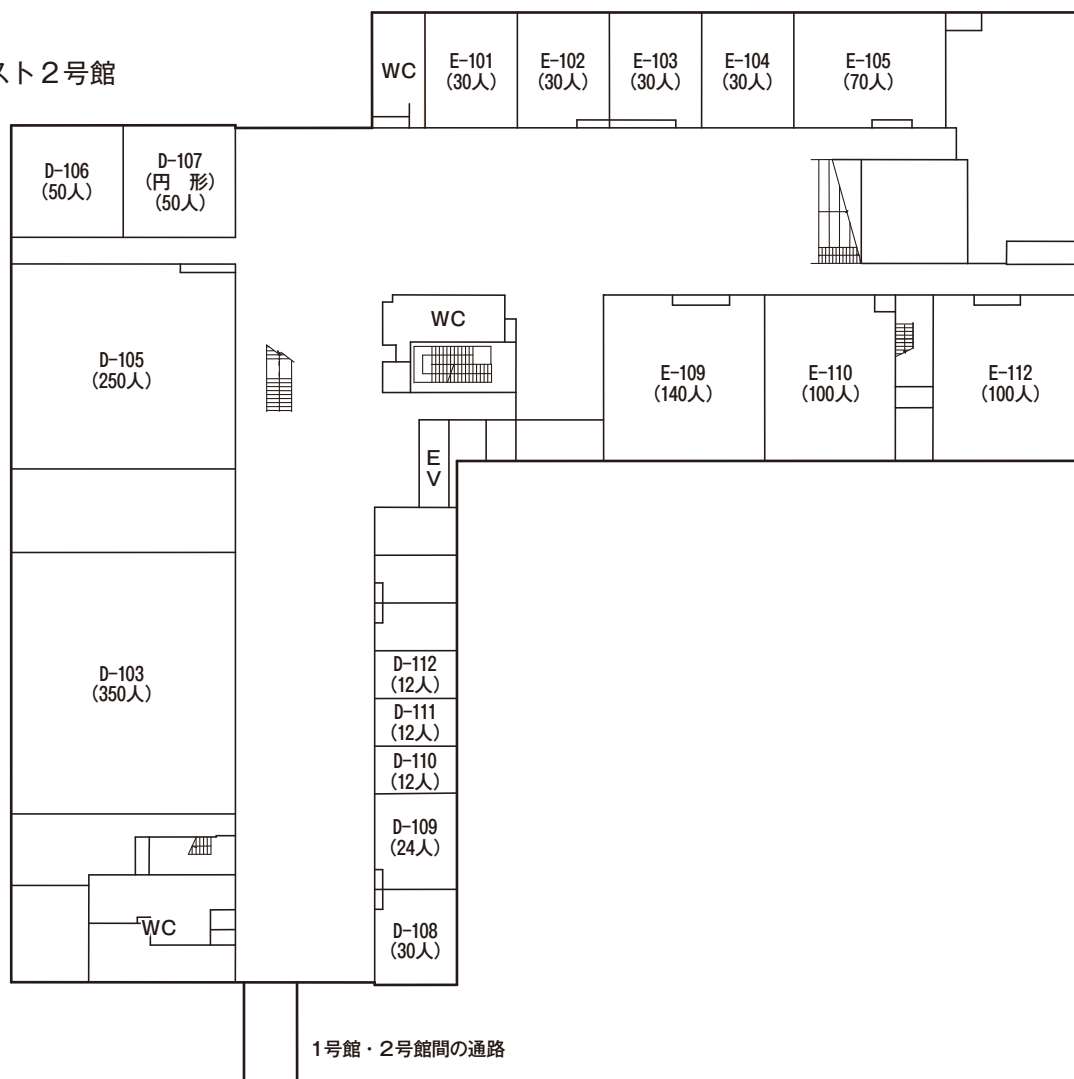 スト２号館
WC
E-101
(30人)
E-102
(30人)
E-103
(30人)
E-104
(30人)
E-105
(70人)
D-106
(50人)
D-107
(円　形)
(50人)
WC
D-105
(250人)
E-109
(140人)
E-110
(100人)
E-112
(100人)
E
V
D-103
(350人)
D-112
(12人)
D-111
(12人)
D-110
(12人)
D-109
(24人)
D-108
(30人)
WC
1号館・2号館間の通路